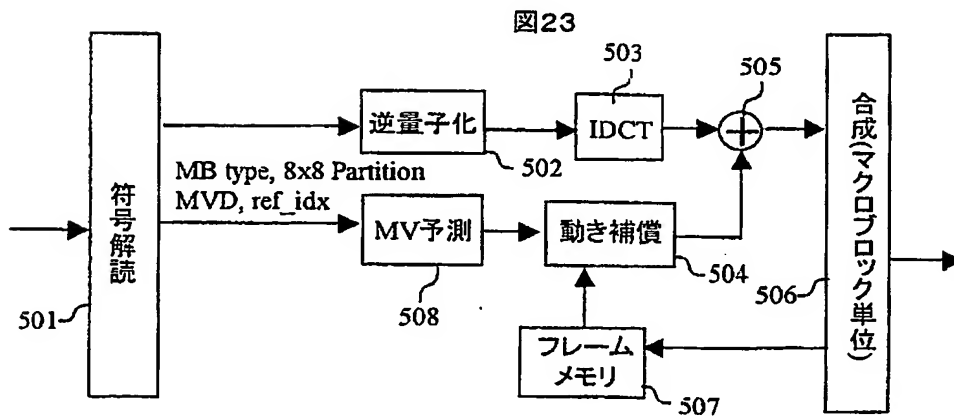 図23
符号解読
501
逆量子化
502
503
IDCT
505
MB type, 8x8 Partition
MVD, ref_idx
MV予測
508
動き補償
504
フレーム
メモリ
507
合成(マクロブロック単位)
506